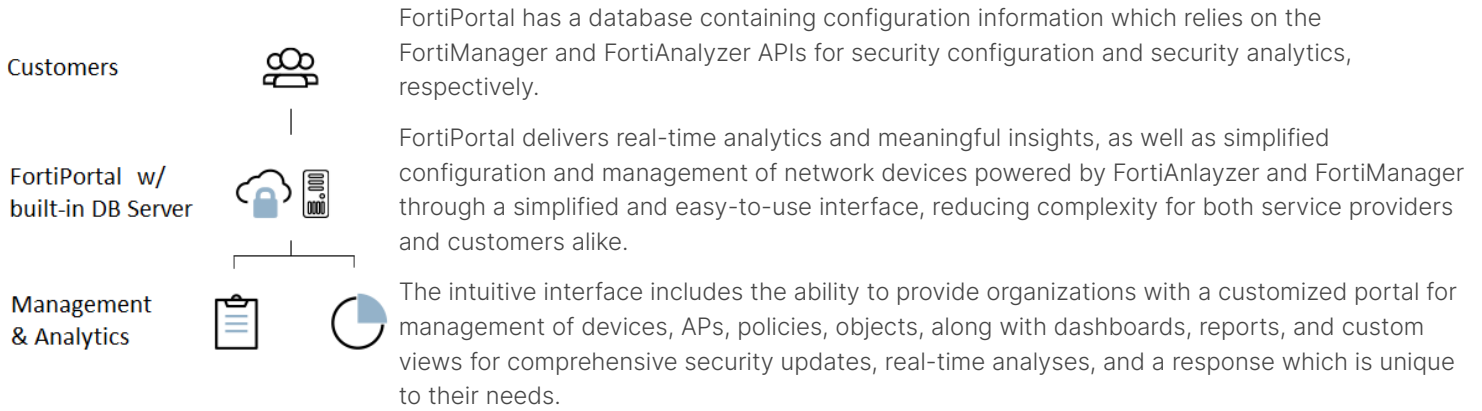 Customers
FortiPortal w/
built-in DB Server
Management
& Analytics
FortiPortal has a database containing configuration information which relies on the
FortiManager and FortiAnalyzer APIs for security configuration and security analytics,
respectively.
FortiPortal delivers real-time analytics and meaningful insights, as well as simplified
configuration and management of network devices powered by FortiAnlayzer and FortiManager
through a simplified and easy-to-use interface, reducing complexity for both service providers
and customers alike.
The intuitive interface includes the ability to provide organizations with a customized portal for
management of devices, APs, policies, objects, along with dashboards, reports, and custom
views for comprehensive security updates, real-time analyses, and a response which is unique
to their needs.